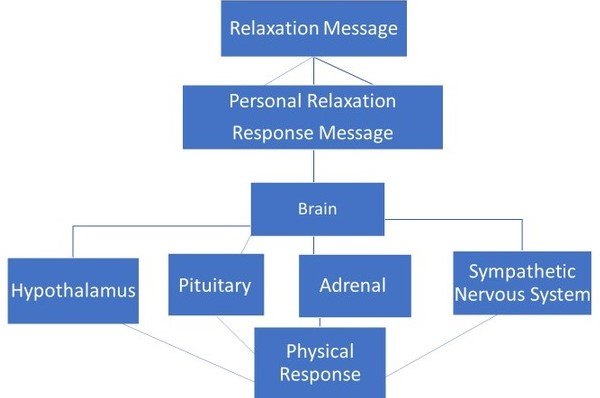 Relaxation Message
Personal Relaxation
Response Message
Brain
Hypothalamus
Pituitary
Adrenal
Sympathetic
Nervous System
Physical
Response